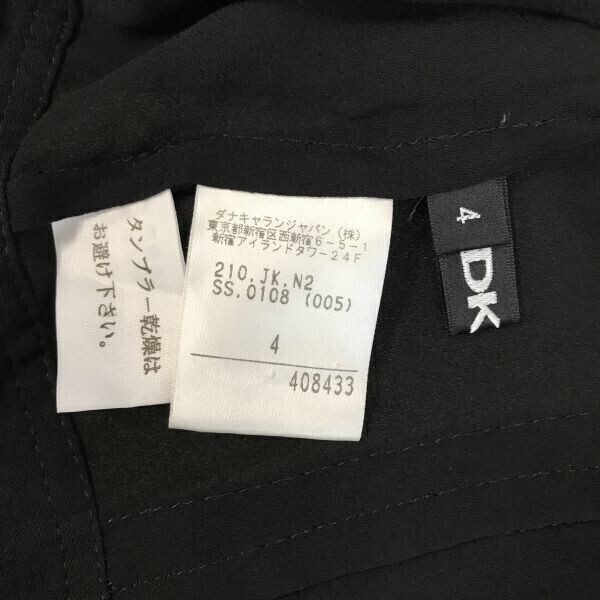 タンブラー乾燥は
お避け下さい。
ダナキャランジャパン(株)
東京都新宿区西新宿6-5-1
新宿アイランドタワー24F
210.JK.N2
SS.0108 (005)
4
408433
4
DK